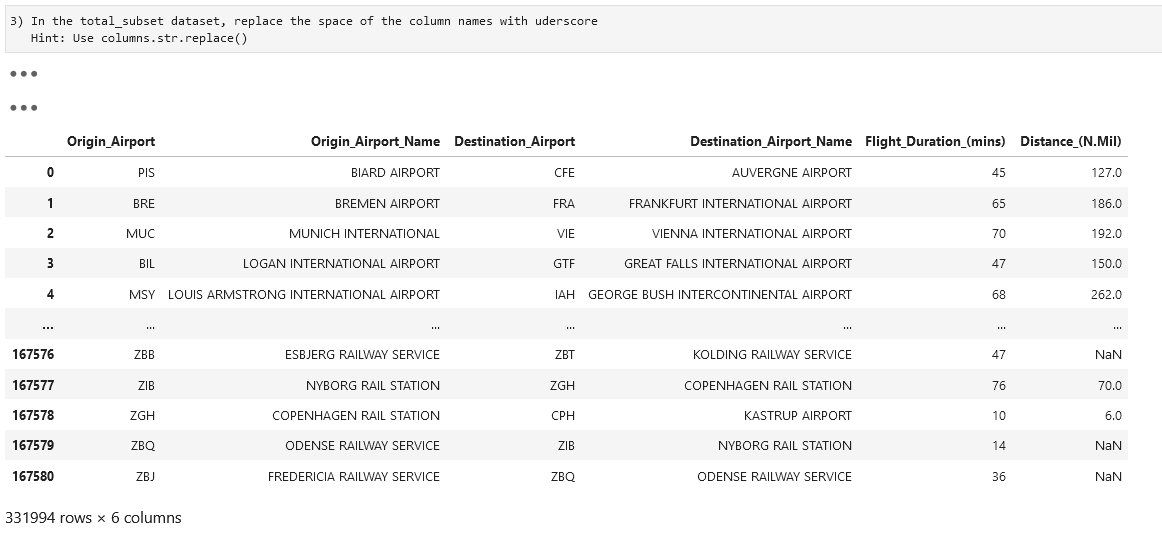 3) In the total_subset dataset, replace the space of the column names with uderscore
Hint: Use columns.str.replace()
Origin_Airport Origin_Airport_Name Destination_Airport Destination_Airport_Name Flight_Duration_(mins) Distance_(N.Mil)
0 PIS BIARD AIRPORT CFE AUVERGNE AIRPORT 45 127.0
1 BRE BREMEN AIRPORT FRA FRANKFURT INTERNATIONAL AIRPORT 65 186.0
2 MUC MUNICH INTERNATIONAL VIE VIENNA INTERNATIONAL AIRPORT 70 192.0
3 BIL LOGAN INTERNATIONAL AIRPORT GTF GREAT FALLS INTERNATIONAL AIRPORT 47 150.0
4 MSY LOUIS ARMSTRONG INTERNATIONAL AIRPORT IAH GEORGE BUSH INTERCONTINENTAL AIRPORT 68 262.0
... ... ... ... ... ... ...
167576 ZBB ESBJERG RAILWAY SERVICE ZBT KOLDING RAILWAY SERVICE 47 NaN
167577 ZIB NYBORG RAIL STATION ZGH COPENHAGEN RAIL STATION 76 70.0
167578 ZGH COPENHAGEN RAIL STATION CPH KASTRUP AIRPORT 10 6.0
167579 ZBQ ODENSE RAILWAY SERVICE ZIB NYBORG RAIL STATION 14 NaN
167580 ZBJ FREDERICIA RAILWAY SERVICE ZBQ ODENSE RAILWAY SERVICE 36 NaN
331994 rows × 6 columns